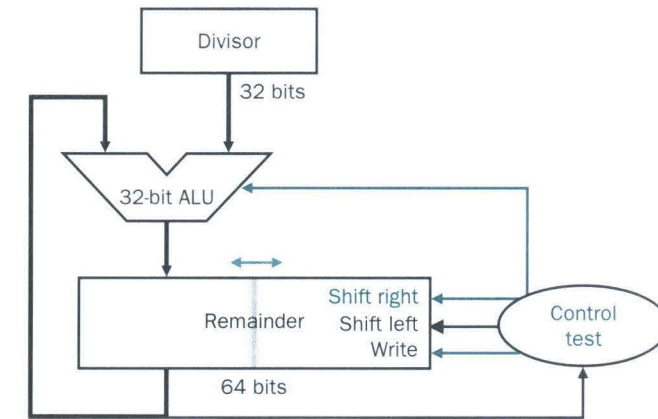 Divisor
32 bits
32-bit ALU
Shift right
Remainder
Shift left
Write
64 bits
Control
test